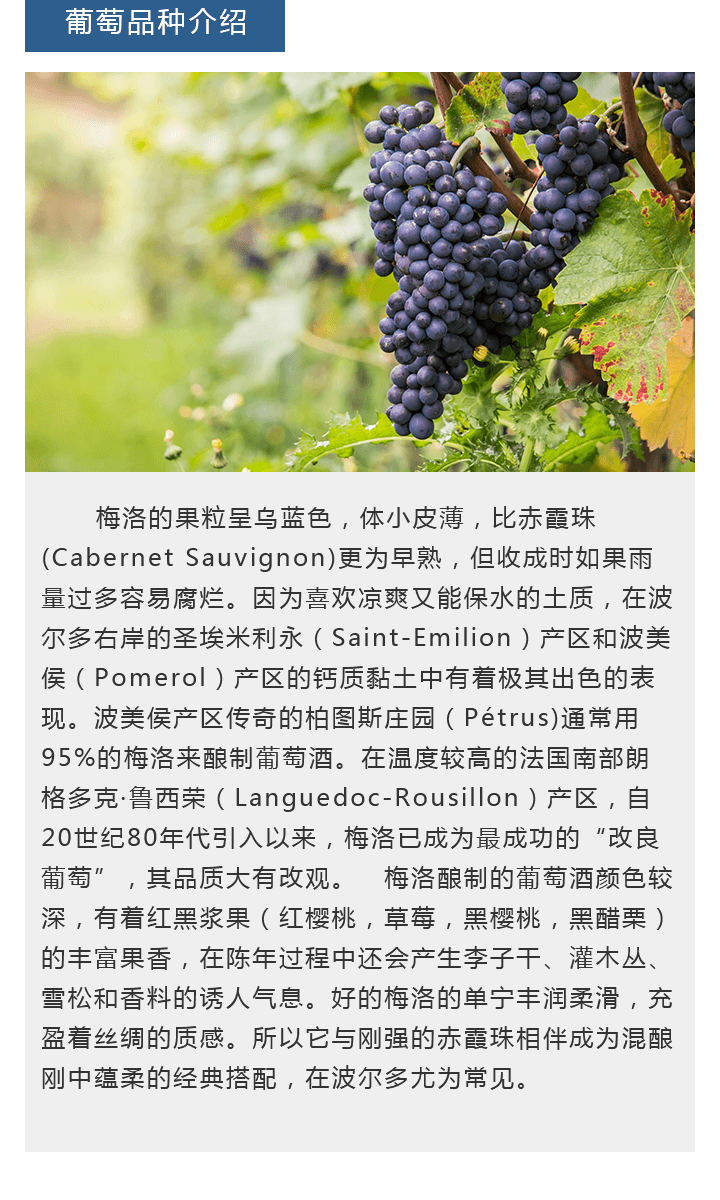 葡萄品种介绍
梅洛的果粒呈乌蓝色，体小皮薄，比赤霞珠
(Cabernet Sauvignon)更为早熟，但收成时如果雨
量过多容易腐烂。因为喜欢凉爽又能保水的土质，在波
尔多右岸的圣埃米利永（Saint-Emilion）产区和波美
侯（Pomerol）产区的钙质黏土中有着极其出色的表
现。波美侯产区传奇的柏图斯庄园（Pétrus)通常用
95%的梅洛来酿制葡萄酒。在温度较高的法国南部朗
格多克·鲁西荣（Languedoc-Rousillon）产区，自
20世纪80年代引入以来，梅洛已成为最成功的“改良
葡萄”，其品质大有改观。　梅洛酿制的葡萄酒颜色较
深，有着红黑浆果（红樱桃，草莓，黑樱桃，黑醋栗）
的丰富果香，在陈年过程中还会产生李子干、灌木丛、
雪松和香料的诱人气息。好的梅洛的单宁丰润柔滑，充
盈着丝绸的质感。所以它与刚强的赤霞珠相伴成为混酿
刚中蕴柔的经典搭配，在波尔多尤为常见。